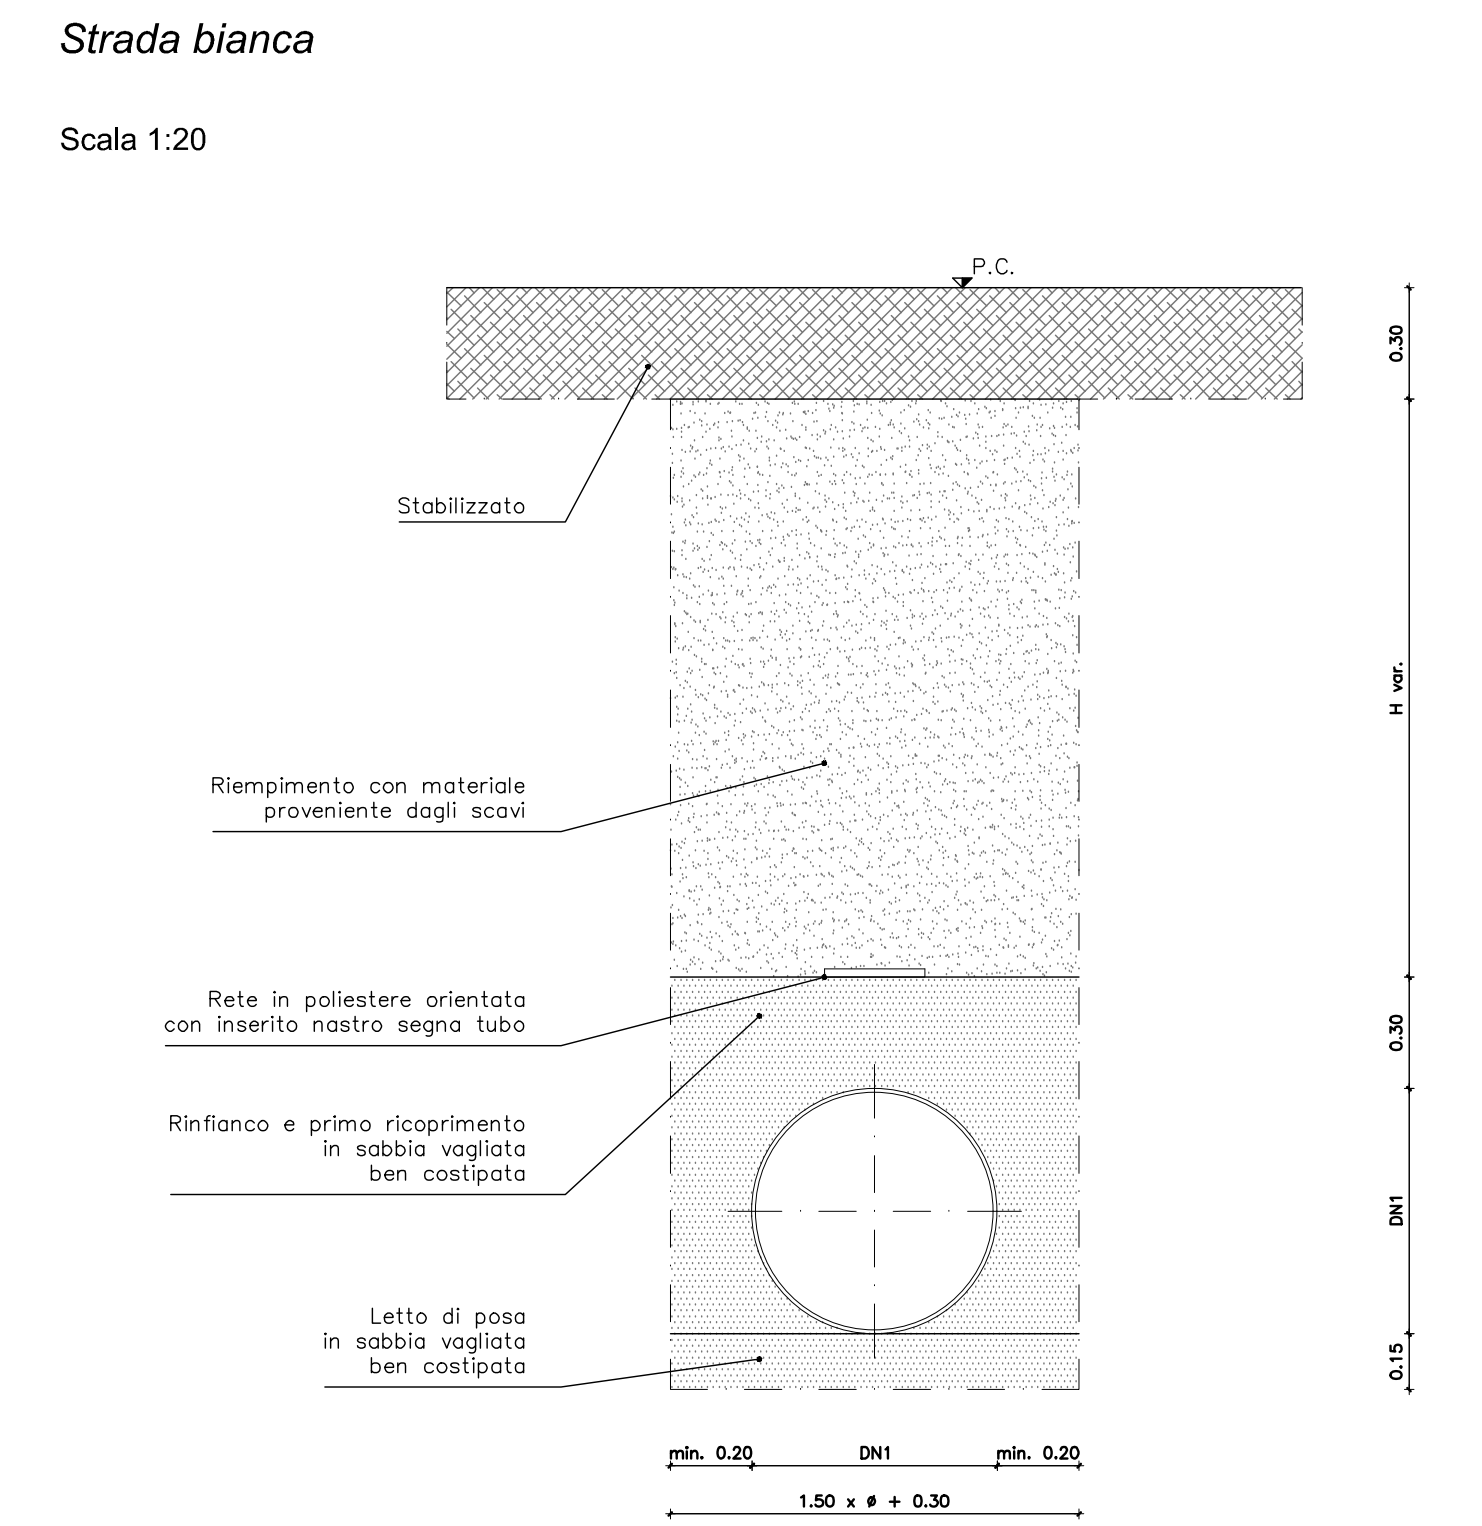 Strada bianca
Scala 1:20
P.C.
0.30
Stabilizzato
H var.
Riempimento con materiale
proveniente dagli scavi
Rete in poliestere orientata
con inserito nastro segna tubo
0.30
Rinfianco e primo ricoprimento
in sabbia vagliata
ben costipata
DN1
Letto di posa
in sabbia vagliata
ben costipata
0.15
min. 0.20 DN1 min. 0.20
1.50 x ø + 0.30